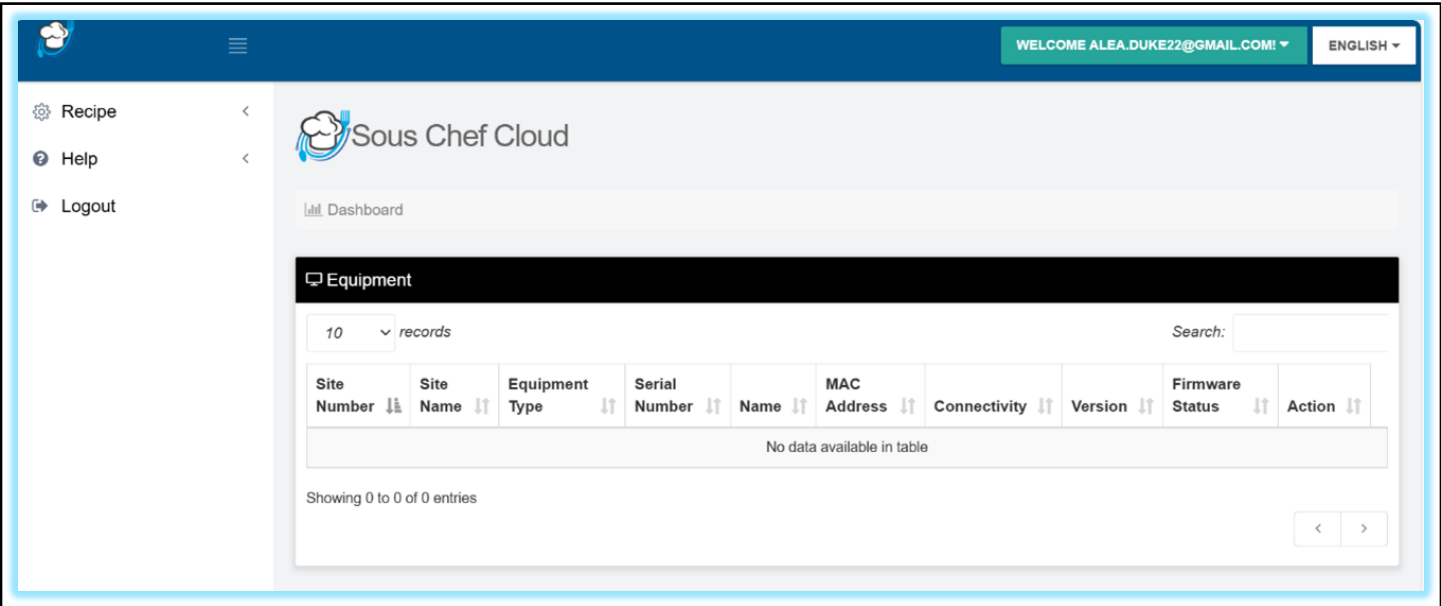 WELCOME ALEA.DUKE22@GMAIL.COM!
ENGLISH
Recipe
Help
Logout
Sous Chef Cloud
Dashboard
Equipment
10 records
Search:
Site Number
Site Name
Equipment Type
Serial Number
Name
MAC Address
Connectivity
Version
Firmware Status
Action
No data available in table
Showing 0 to 0 of 0 entries